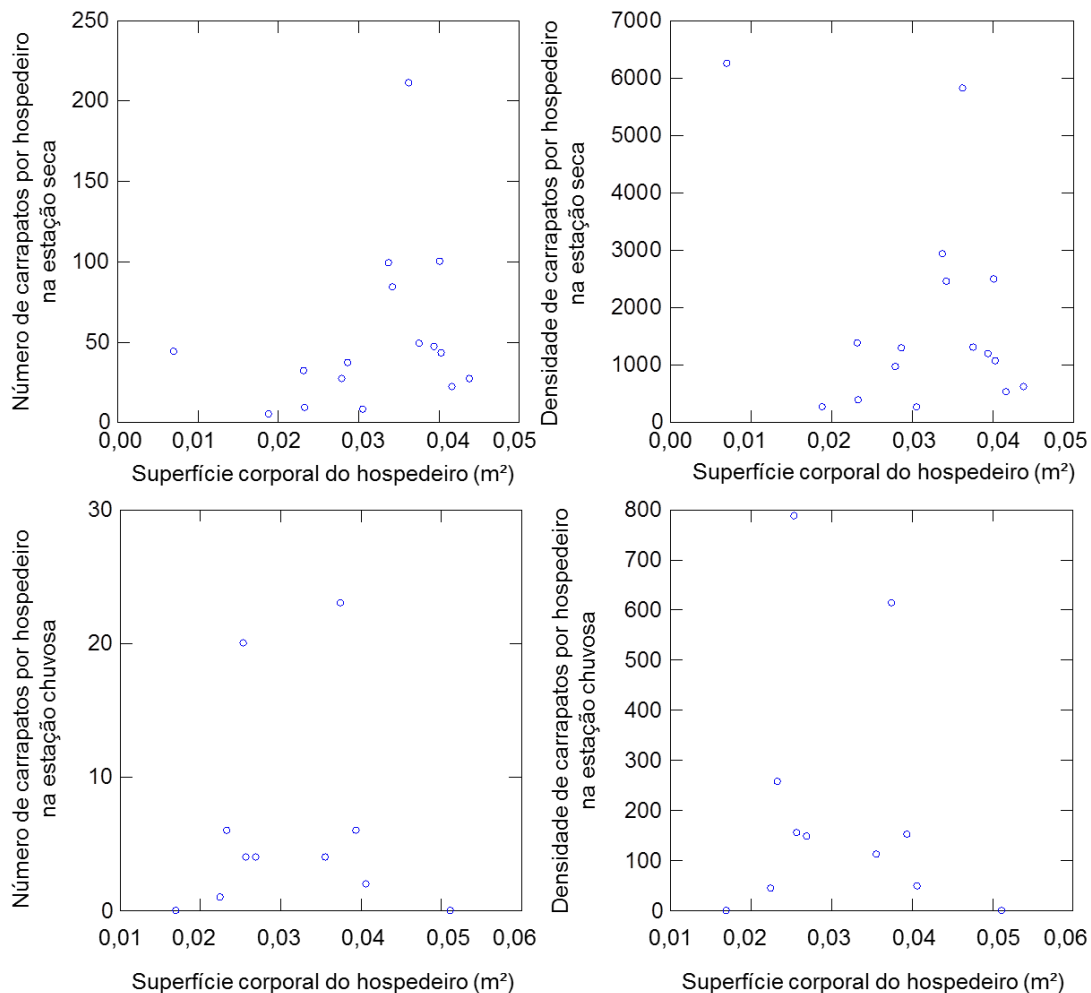 Número de carrapatos por hospedeiro
na estação seca
250
200
150
100
50
0
0,00 0,01 0,02 0,03 0,04 0,05
Superfície corporal do hospedeiro (m²)
Densidade de carrapatos por hospedeiro
na estação seca
7000
6000
5000
4000
3000
2000
1000
0
0,00 0,01 0,02 0,03 0,04 0,05
Superfície corporal do hospedeiro (m²)
Número de carrapatos por hospedeiro
na estação chuvosa
30
20
10
0
0,01 0,02 0,03 0,04 0,05 0,06
Superfície corporal do hospedeiro (m²)
Densidade de carrapatos por hospedeiro
na estação chuvosa
800
700
600
500
400
300
200
100
0
0,01 0,02 0,03 0,04 0,05 0,06
Superfície corporal do hospedeiro (m²)